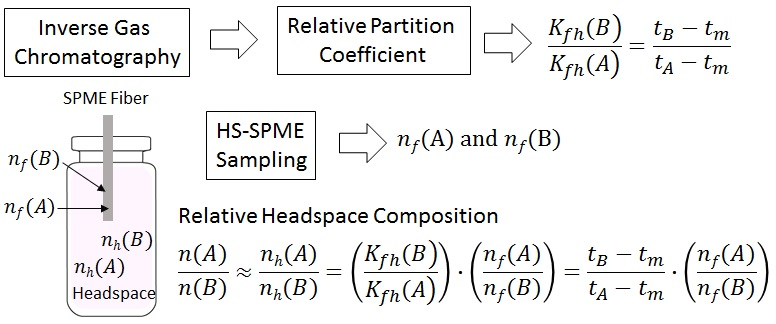 Inverse Gas
Chromatography
Relative Partition
Coefficient
K_fh(B)/K_fh(A) = (t_B − t_m)/(t_A − t_m)
SPME Fiber
HS-SPME
Sampling
n_f(A) and n_f(B)
n_f(B)
n_f(A)
n_h(B)
n_h(A)
Headspace
Relative Headspace Composition
n(A)/n(B) ≈ n_h(A)/n_h(B) = (K_fh(B)/K_fh(A)) · (n_f(A)/n_f(B)) = (t_B − t_m)/(t_A − t_m) · (n_f(A)/n_f(B))